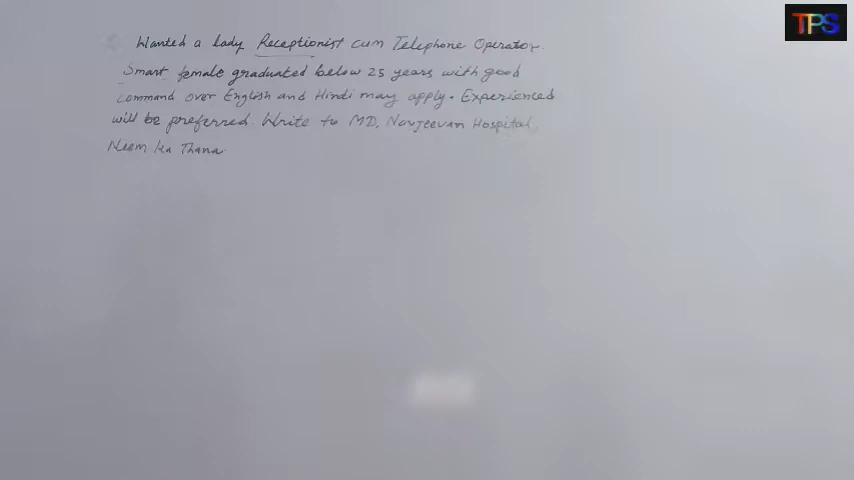 TPS
Wanted a lady Receptionist cum Telephone Operator.
Smart female graduated below 25 years with good
command over English and Hindi may apply. Experienced
will be preferred. Write to MD, Navjeevan Hospital,
Neem ka Thana.